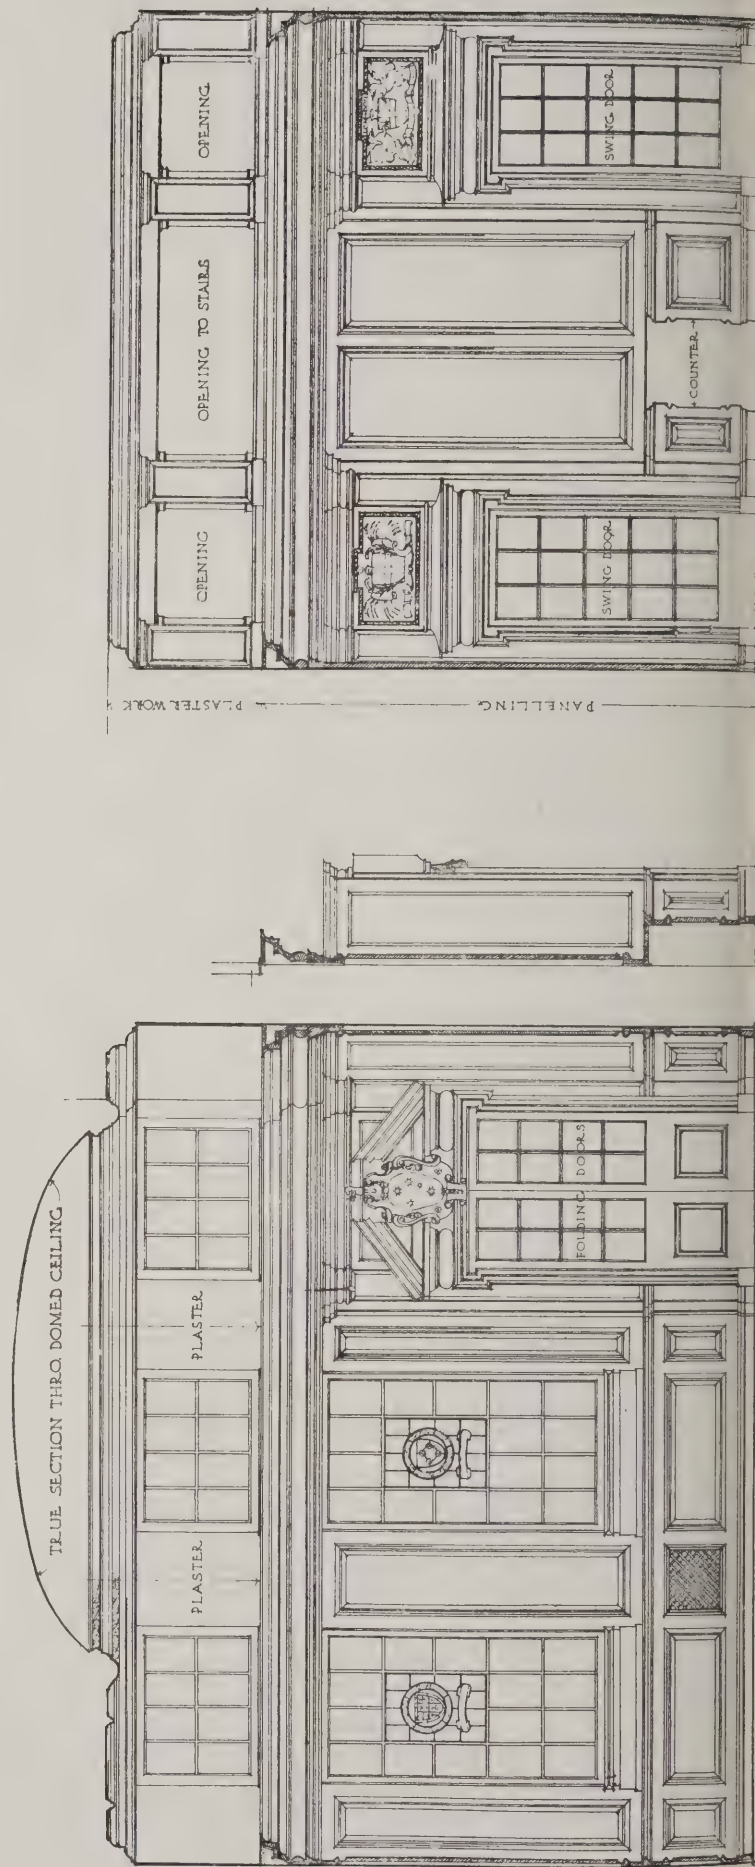 TRUE SECTION THRO. DOMED CEILING
PLASTER
PLASTER
FOLDING DOORS
PLASTER WORK
PANELLING
OPENING
OPENING TO STAIRS
OPENING.
SWING DOOR
COUNTER
SWING DOOR